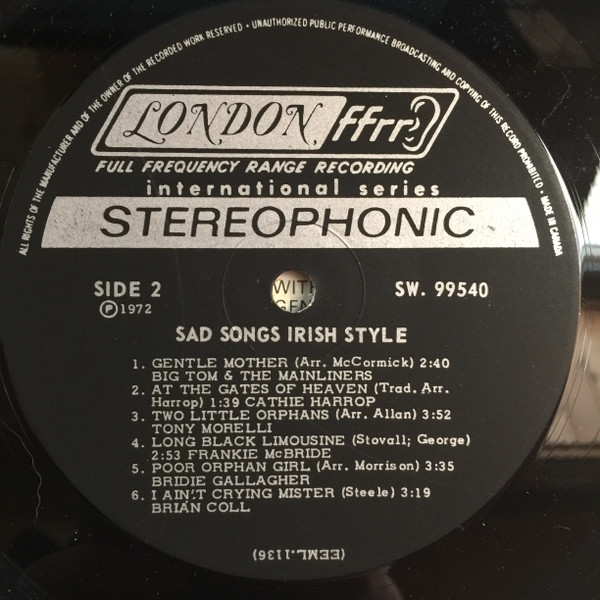 ALL RIGHTS OF THE MANUFACTURER AND OF THE OWNER OF THE RECORDED WORK RESERVED • UNAUTHORIZED PUBLIC PERFORMANCE BROADCASTING AND COPYING OF THIS RECORD PROHIBITED • MADE IN CANADA
LONDON ffrr
FULL FREQUENCY RANGE RECORDING
international series
STEREOPHONIC
SIDE 2 WITH SW. 99540
℗ 1972 GEN
SAD SONGS IRISH STYLE
1. GENTLE MOTHER (Arr. McCormick) 2:40
BIG TOM & THE MAINLINERS
2. AT THE GATES OF HEAVEN (Trad. Arr.
Harrop) 1:39 CATHIE HARROP
3. TWO LITTLE ORPHANS (Arr. Allan) 3:52
TONY MORELLI
4. LONG BLACK LIMOUSINE (Stovall; George)
2:53 FRANKIE McBRIDE
5. POOR ORPHAN GIRL (Arr. Morrison) 3:35
BRIDIE GALLAGHER
6. I AIN'T CRYING MISTER (Steele) 3:19
BRIAN COLL
(EEML.1136)